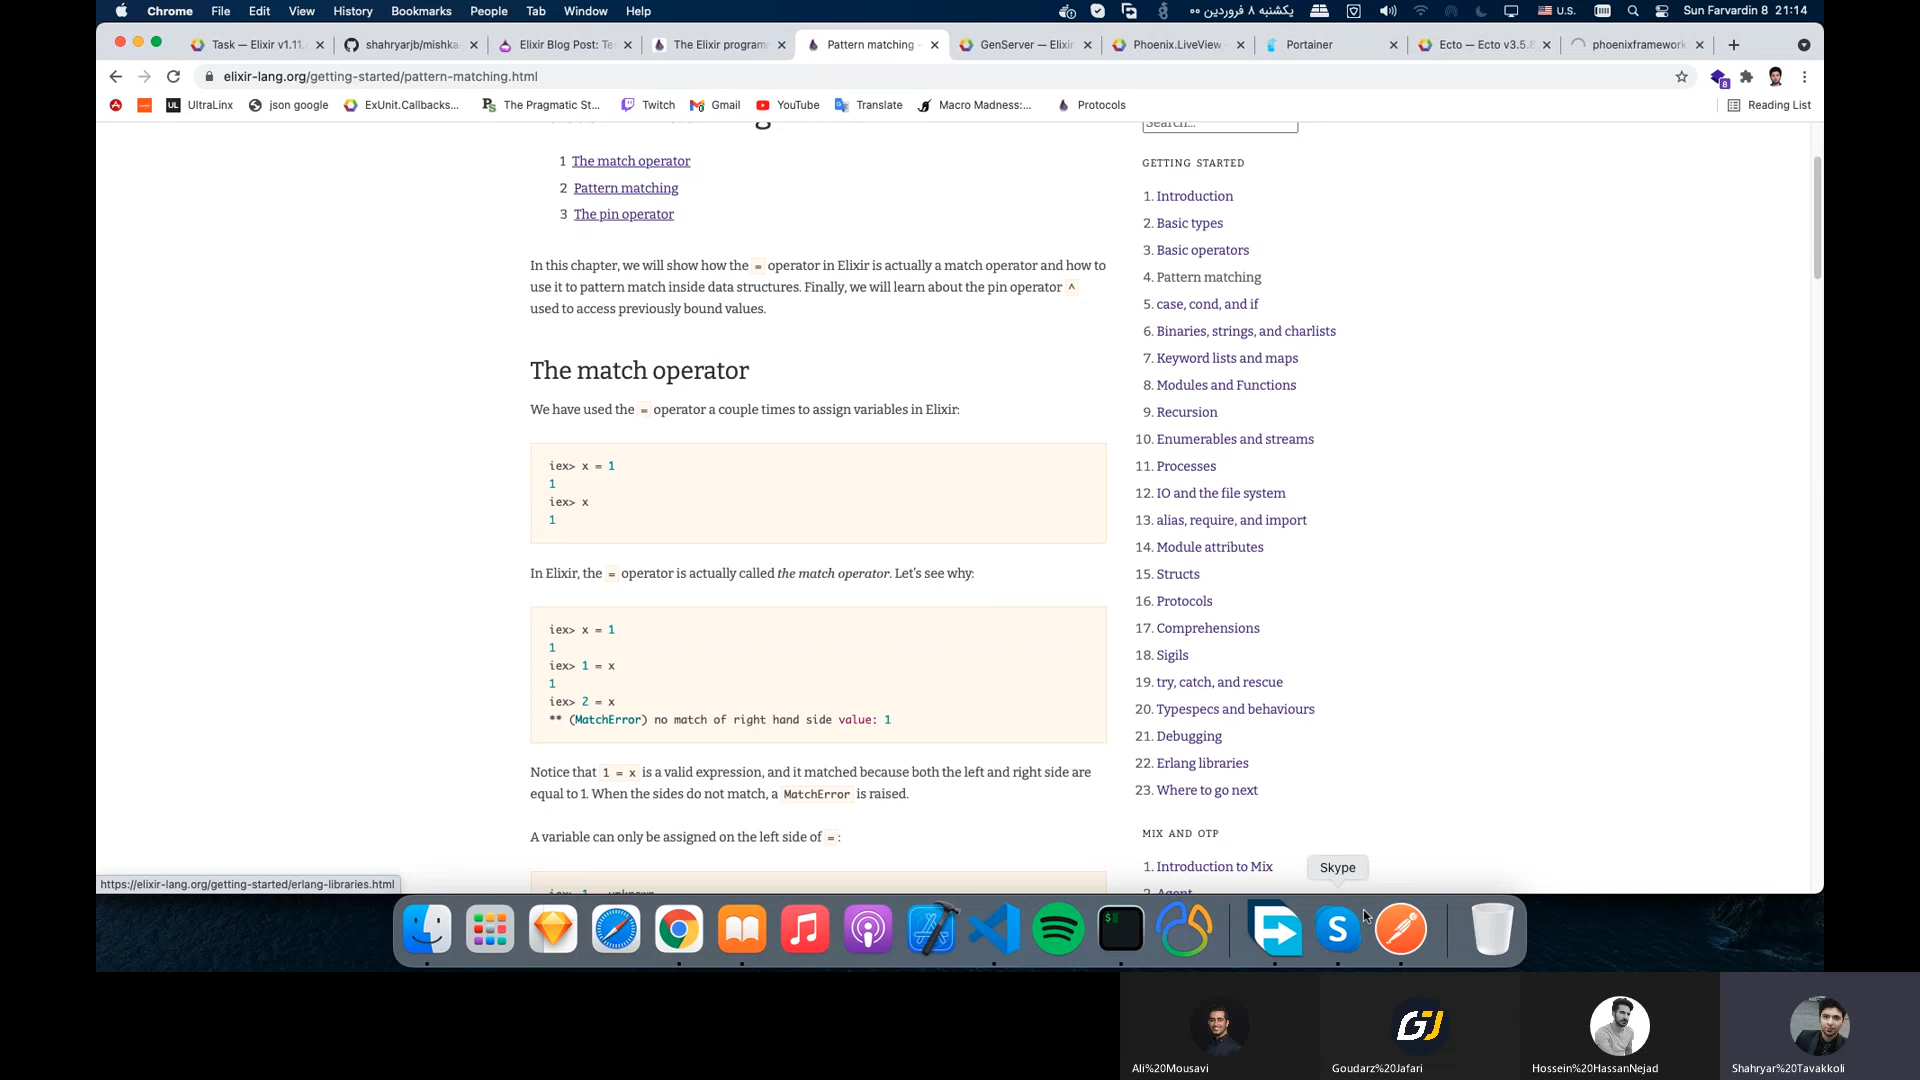 Chrome File Edit View History Bookmarks People Tab Window Help
یکشنبه ۸ فروردین ۰۰
U.S.
Sun Farvardin 8 21:14
Task — Elixir v1.11.
shahryarjb/mishka-
Elixir Blog Post: Te
The Elixir program
Pattern matching -
GenServer — Elixir
Phoenix.LiveView
Portainer
Ecto — Ecto v3.5.8
phoenixframework
elixir-lang.org/getting-started/pattern-matching.html
8
UL UltraLinx
json google
ExUnit.Callbacks...
The Pragmatic St...
Twitch
Gmail
YouTube
Translate
Macro Madness:...
Protocols
Reading List
1 The match operator
2 Pattern matching
3 The pin operator
In this chapter, we will show how the = operator in Elixir is actually a match operator and how to
use it to pattern match inside data structures. Finally, we will learn about the pin operator ^
used to access previously bound values.
The match operator
We have used the = operator a couple times to assign variables in Elixir:
iex> x = 1
1
iex> x
1
In Elixir, the = operator is actually called the match operator. Let's see why:
iex> x = 1
1
iex> 1 = x
1
iex> 2 = x
** (MatchError) no match of right hand side value: 1
Notice that 1 = x is a valid expression, and it matched because both the left and right side are
equal to 1. When the sides do not match, a MatchError is raised.
A variable can only be assigned on the left side of = :
iex> 1 = unknown
Search...
GETTING STARTED
1. Introduction
2. Basic types
3. Basic operators
4. Pattern matching
5. case, cond, and if
6. Binaries, strings, and charlists
7. Keyword lists and maps
8. Modules and Functions
9. Recursion
10. Enumerables and streams
11. Processes
12. IO and the file system
13. alias, require, and import
14. Module attributes
15. Structs
16. Protocols
17. Comprehensions
18. Sigils
19. try, catch, and rescue
20. Typespecs and behaviours
21. Debugging
22. Erlang libraries
23. Where to go next
MIX AND OTP
1. Introduction to Mix
2. Agent
Skype
https://elixir-lang.org/getting-started/erlang-libraries.html
Ali%20Mousavi
GJ
Goudarz%20Jafari
Hossein%20HassanNejad
Shahryar%20Tavakkoli